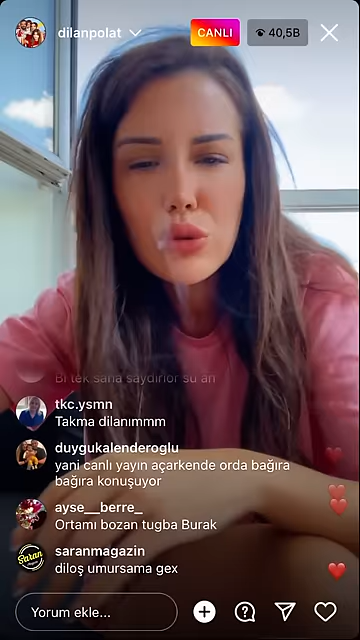 dilanpolat
CANLI
40,5B
Bi tek sana saydırıor şu an
tkc.ysmn
Takma dilanımmm
duygukalenderoglu
yani canlı yayın açarkende orda bağıra
bağıra konuşuyor
ayse__berre_
Ortamı bozan tugba Burak
Saran
saranmagazin
diloş umursama gex
Yorum ekle...